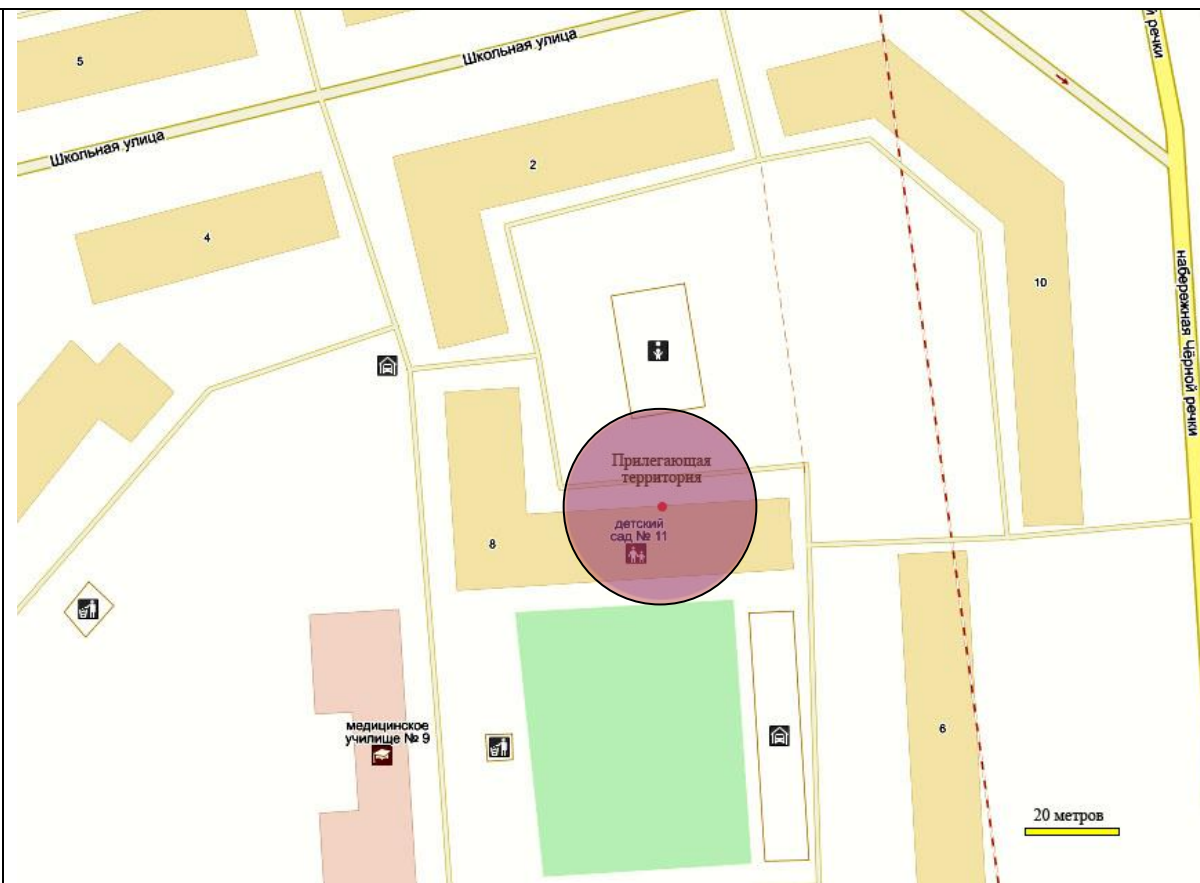 й речки
Школьная улица
5
Школьная улица
2
4
10
набережная Чёрной речки
Прилегающая
территория
детский
сад № 11
8
медицинское
училище № 9
6
20 метров